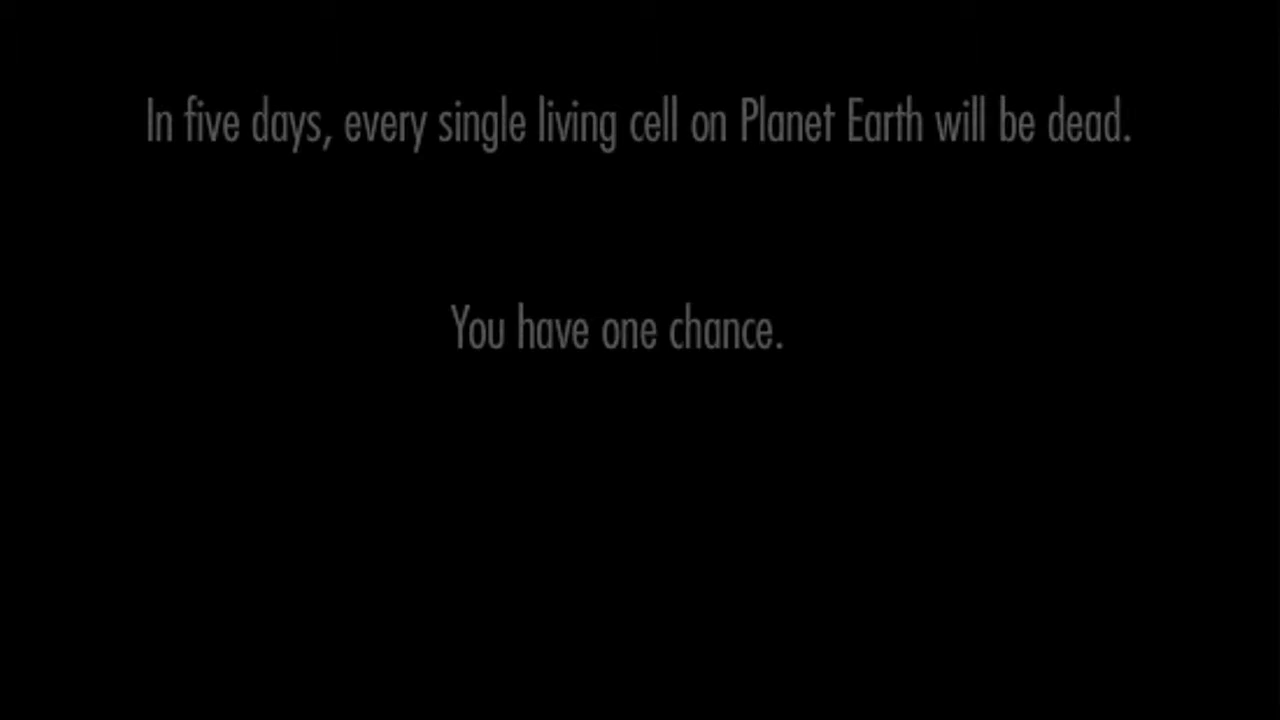 In five days, every single living cell on Planet Earth will be dead.
You have one chance.